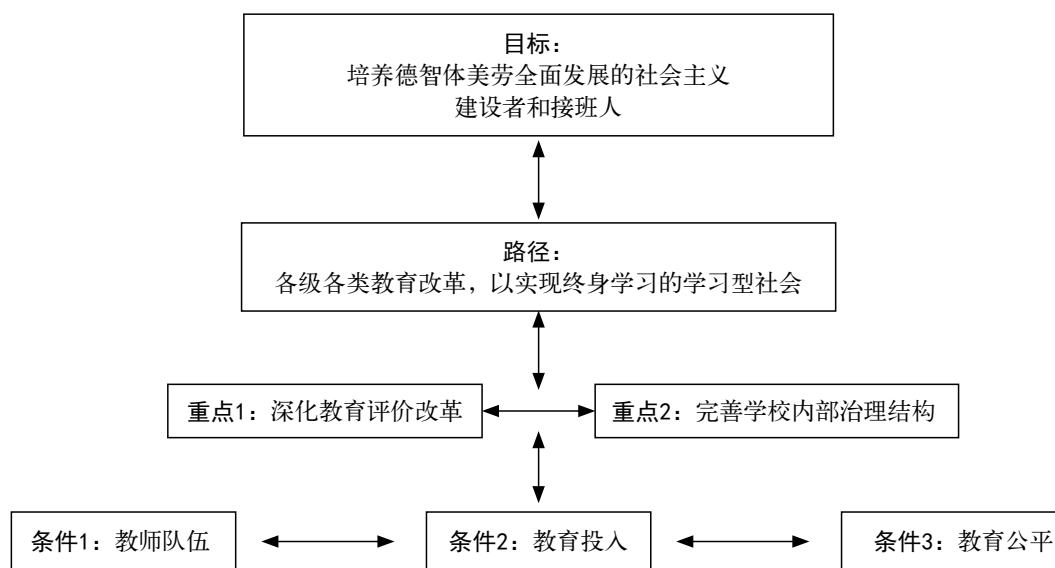 目标：
培养德智体美劳全面发展的社会主义
建设者和接班人
路径：
各级各类教育改革，以实现终身学习的学习型社会
重点1：深化教育评价改革
重点2：完善学校内部治理结构
条件1：教师队伍
条件2：教育投入
条件3：教育公平